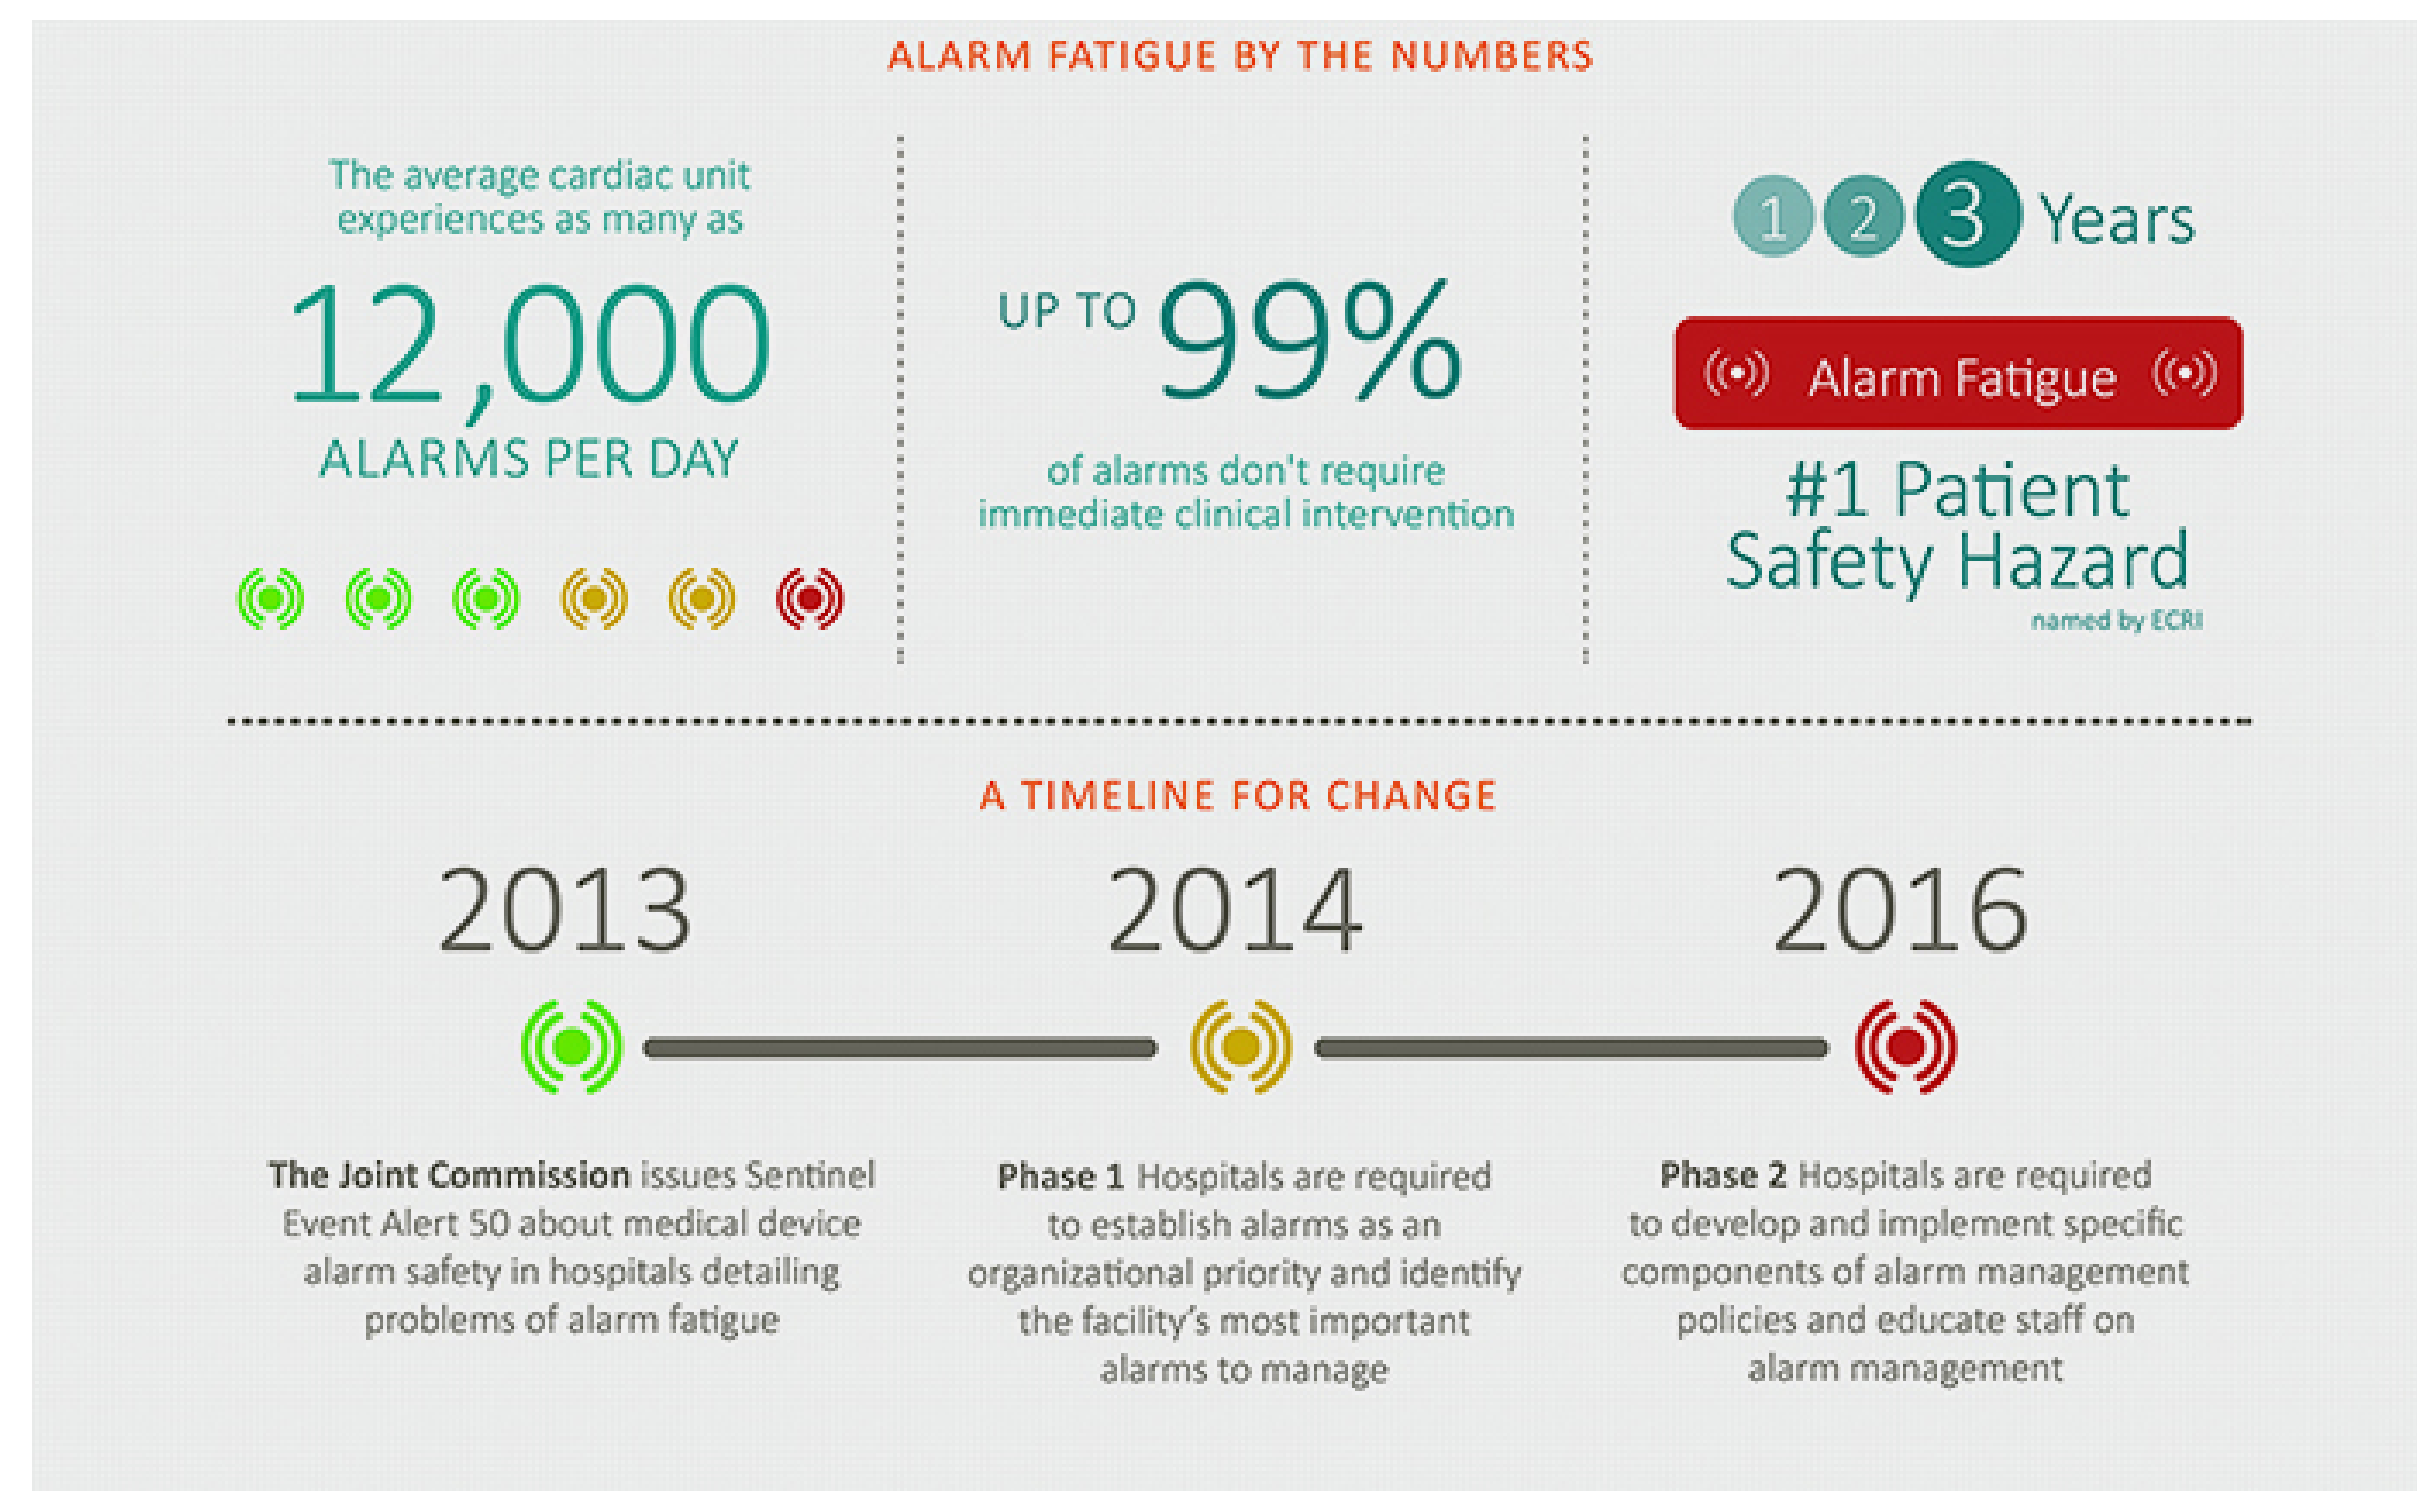 ALARM FATIGUE BY THE NUMBERS
The average cardiac unit
experiences as many as
12,000
ALARMS PER DAY
UP TO 99%
of alarms don't require
immediate clinical intervention
1 2 3 Years
Alarm Fatigue
#1 Patient
Safety Hazard
named by ECRI
A TIMELINE FOR CHANGE
2013
The Joint Commission issues Sentinel
Event Alert 50 about medical device
alarm safety in hospitals detailing
problems of alarm fatigue
2014
Phase 1 Hospitals are required
to establish alarms as an
organizational priority and identify
the facility's most important
alarms to manage
2016
Phase 2 Hospitals are required
to develop and implement specific
components of alarm management
policies and educate staff on
alarm management